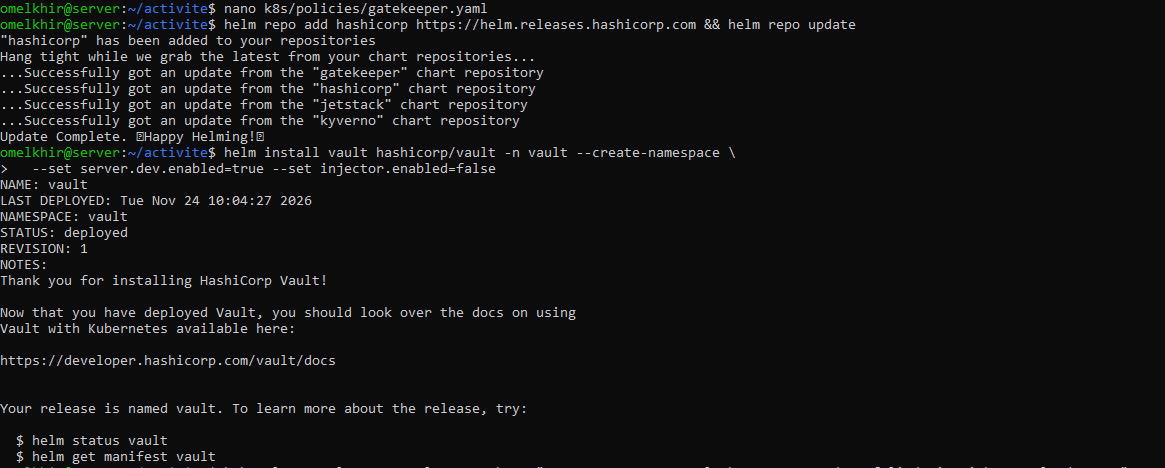 omelkhir@server:~/activite$ nano k8s/policies/gatekeeper.yaml
omelkhir@server:~/activite$ helm repo add hashicorp https://helm.releases.hashicorp.com && helm repo update
"hashicorp" has been added to your repositories
Hang tight while we grab the latest from your chart repositories...
...Successfully got an update from the "gatekeeper" chart repository
...Successfully got an update from the "hashicorp" chart repository
...Successfully got an update from the "jetstack" chart repository
...Successfully got an update from the "kyverno" chart repository
Update Complete. ⍰Happy Helming!⍰
omelkhir@server:~/activite$ helm install vault hashicorp/vault -n vault --create-namespace \
>   --set server.dev.enabled=true --set injector.enabled=false
NAME: vault
LAST DEPLOYED: Tue Nov 24 10:04:27 2026
NAMESPACE: vault
STATUS: deployed
REVISION: 1
NOTES:
Thank you for installing HashiCorp Vault!
Now that you have deployed Vault, you should look over the docs on using
Vault with Kubernetes available here:
https://developer.hashicorp.com/vault/docs
Your release is named vault. To learn more about the release, try:
$ helm status vault
$ helm get manifest vault